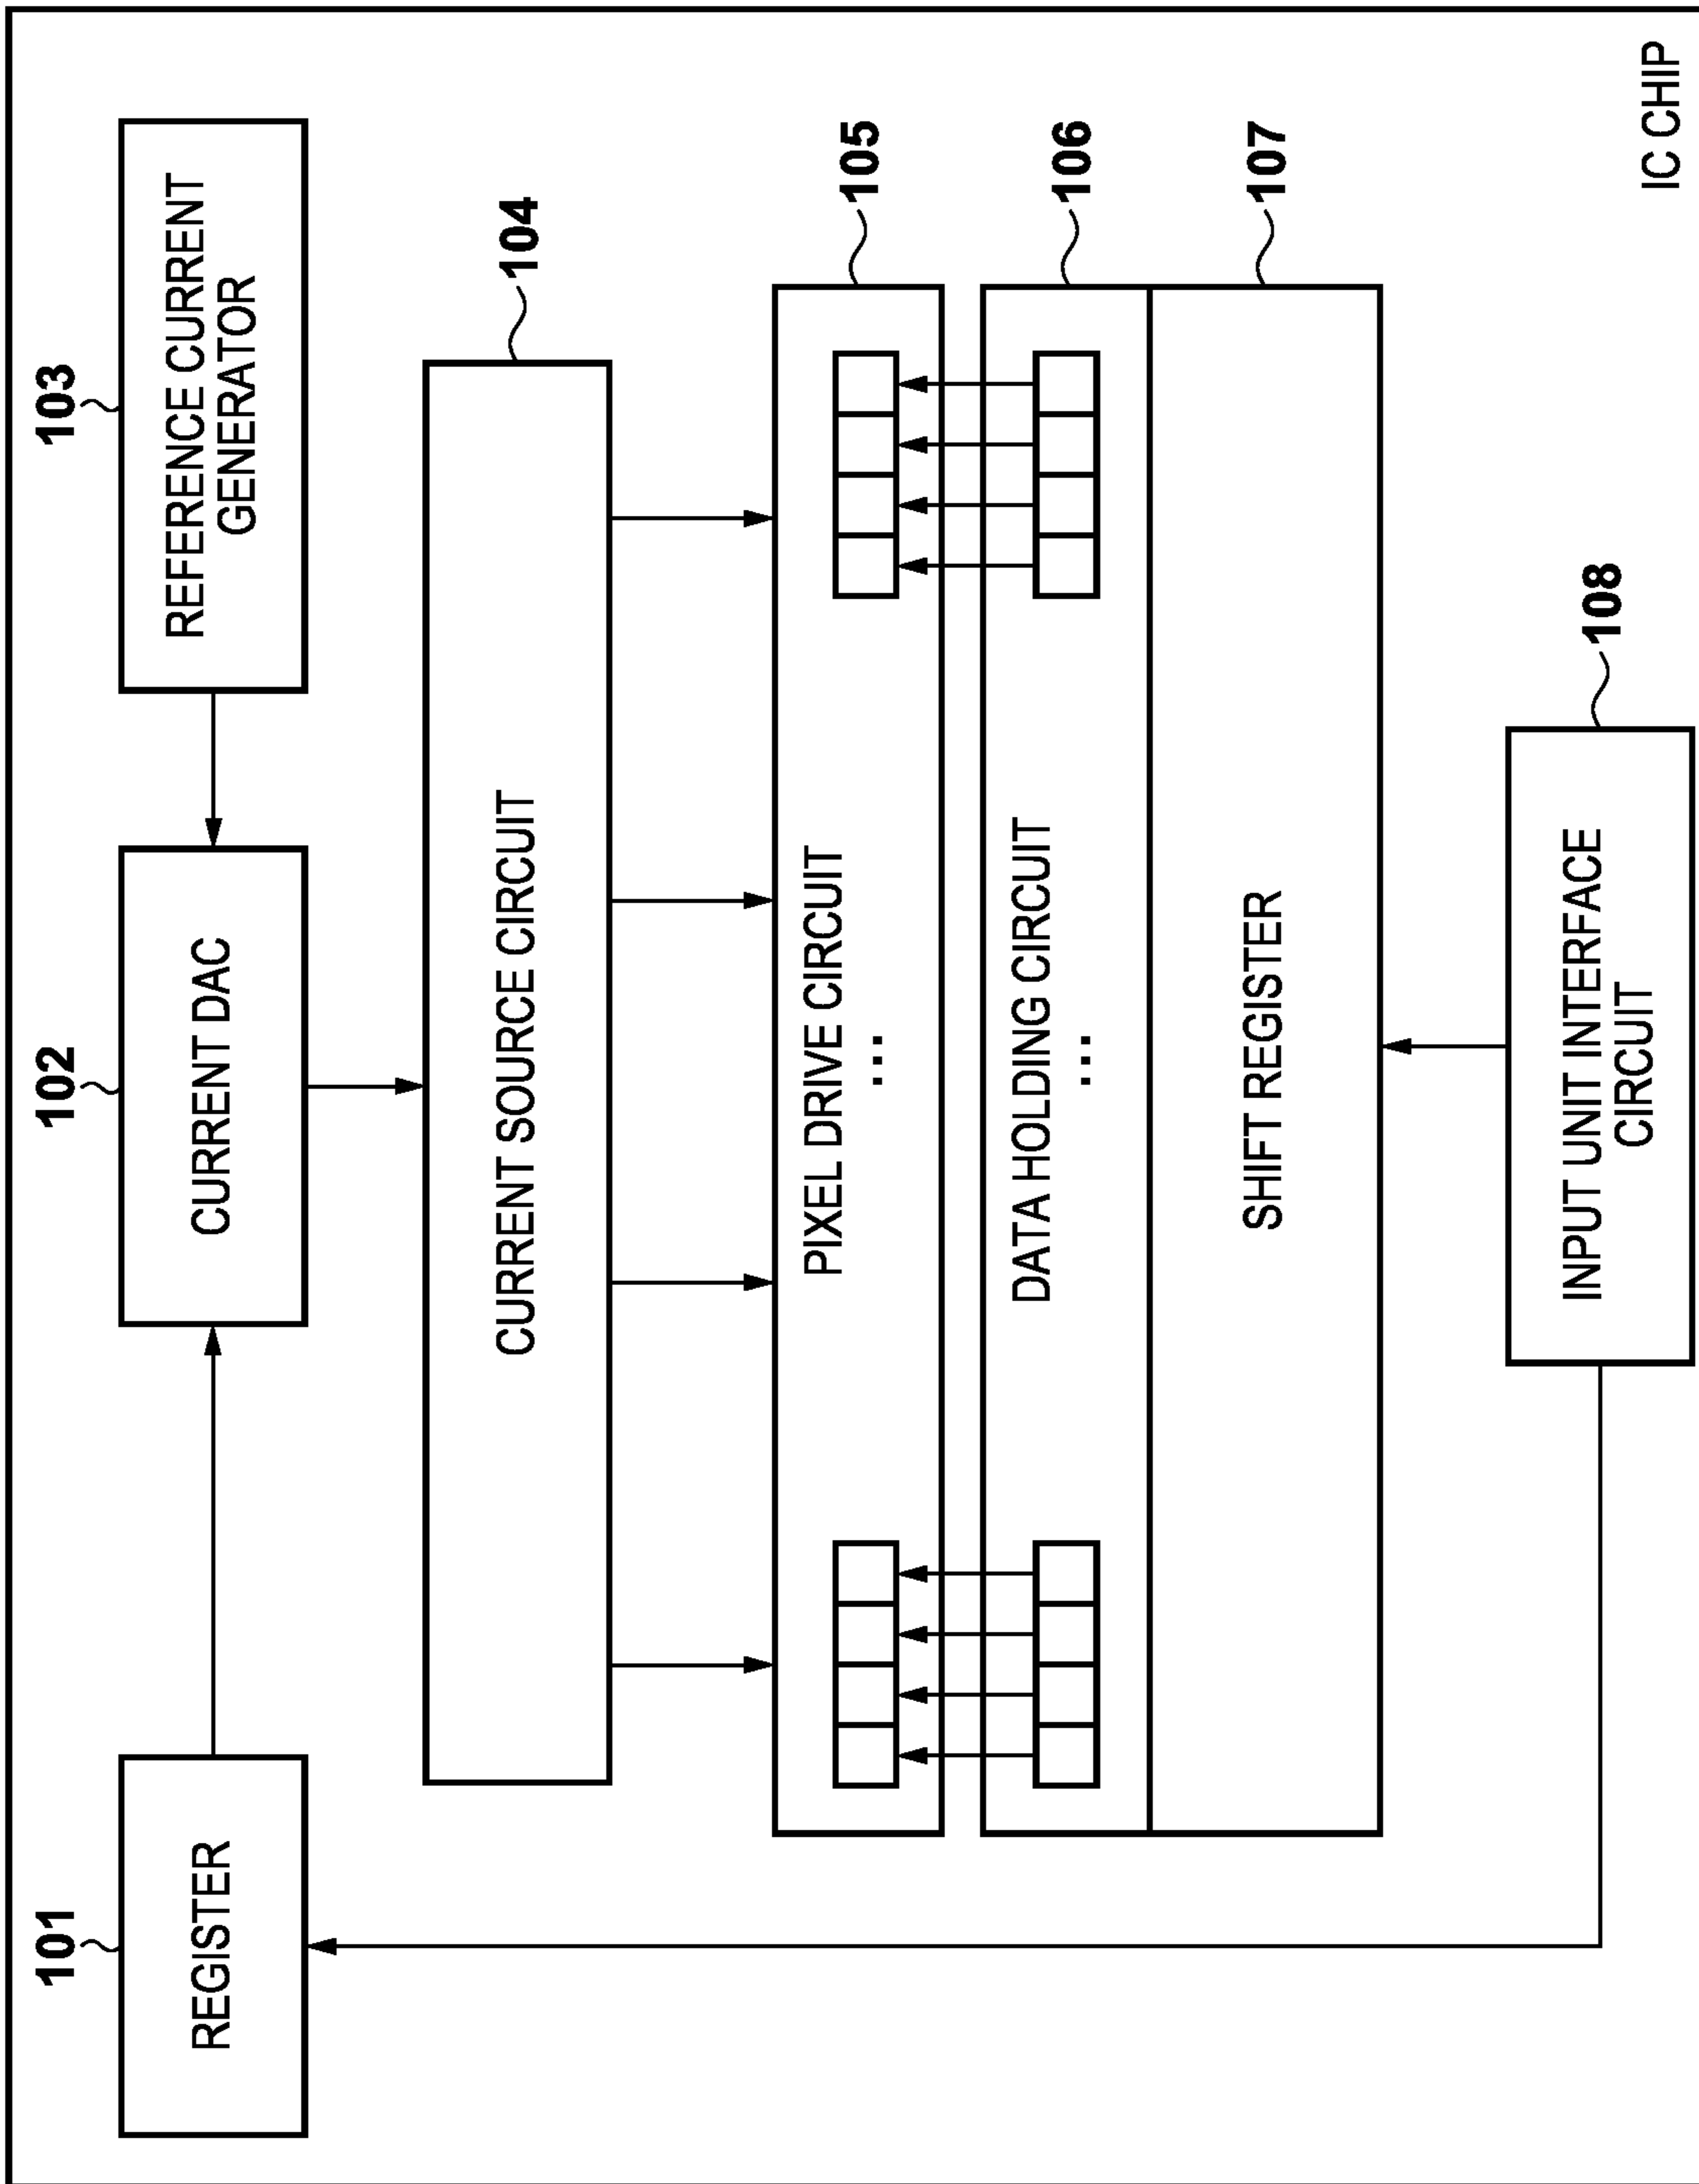 101
102
103
REGISTER
CURRENT DAC
REFERENCE CURRENT
GENERATOR
104
CURRENT SOURCE CIRCUIT
105
PIXEL DRIVE CIRCUIT
...
106
DATA HOLDING CIRCUIT
...
107
SHIFT REGISTER
108
INPUT UNIT INTERFACE
CIRCUIT
IC CHIP